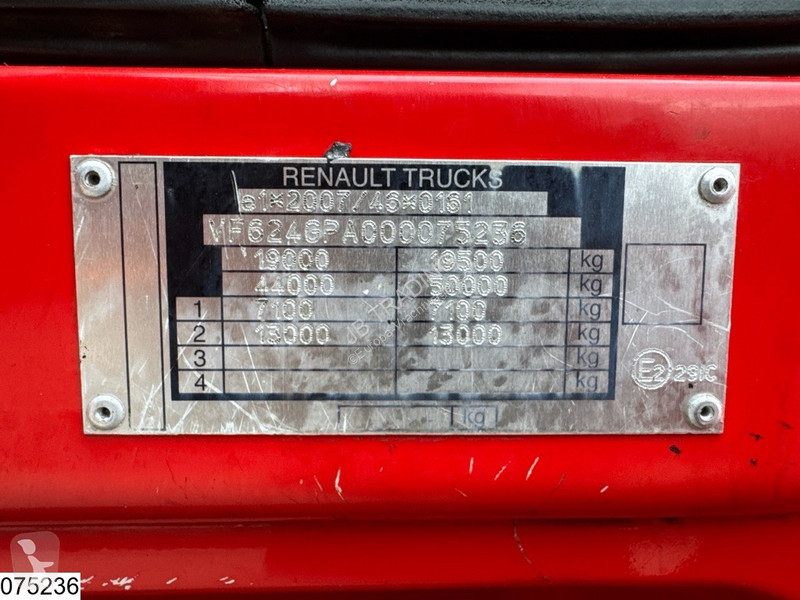 RENAULT TRUCKS
e1*2007/46*0161
VF624GPA000075236
19000 19500 kg
44000 50000 kg
1 7100 7100 kg
2 13000 13000 kg
3 kg
4 kg
kg
E2
075236